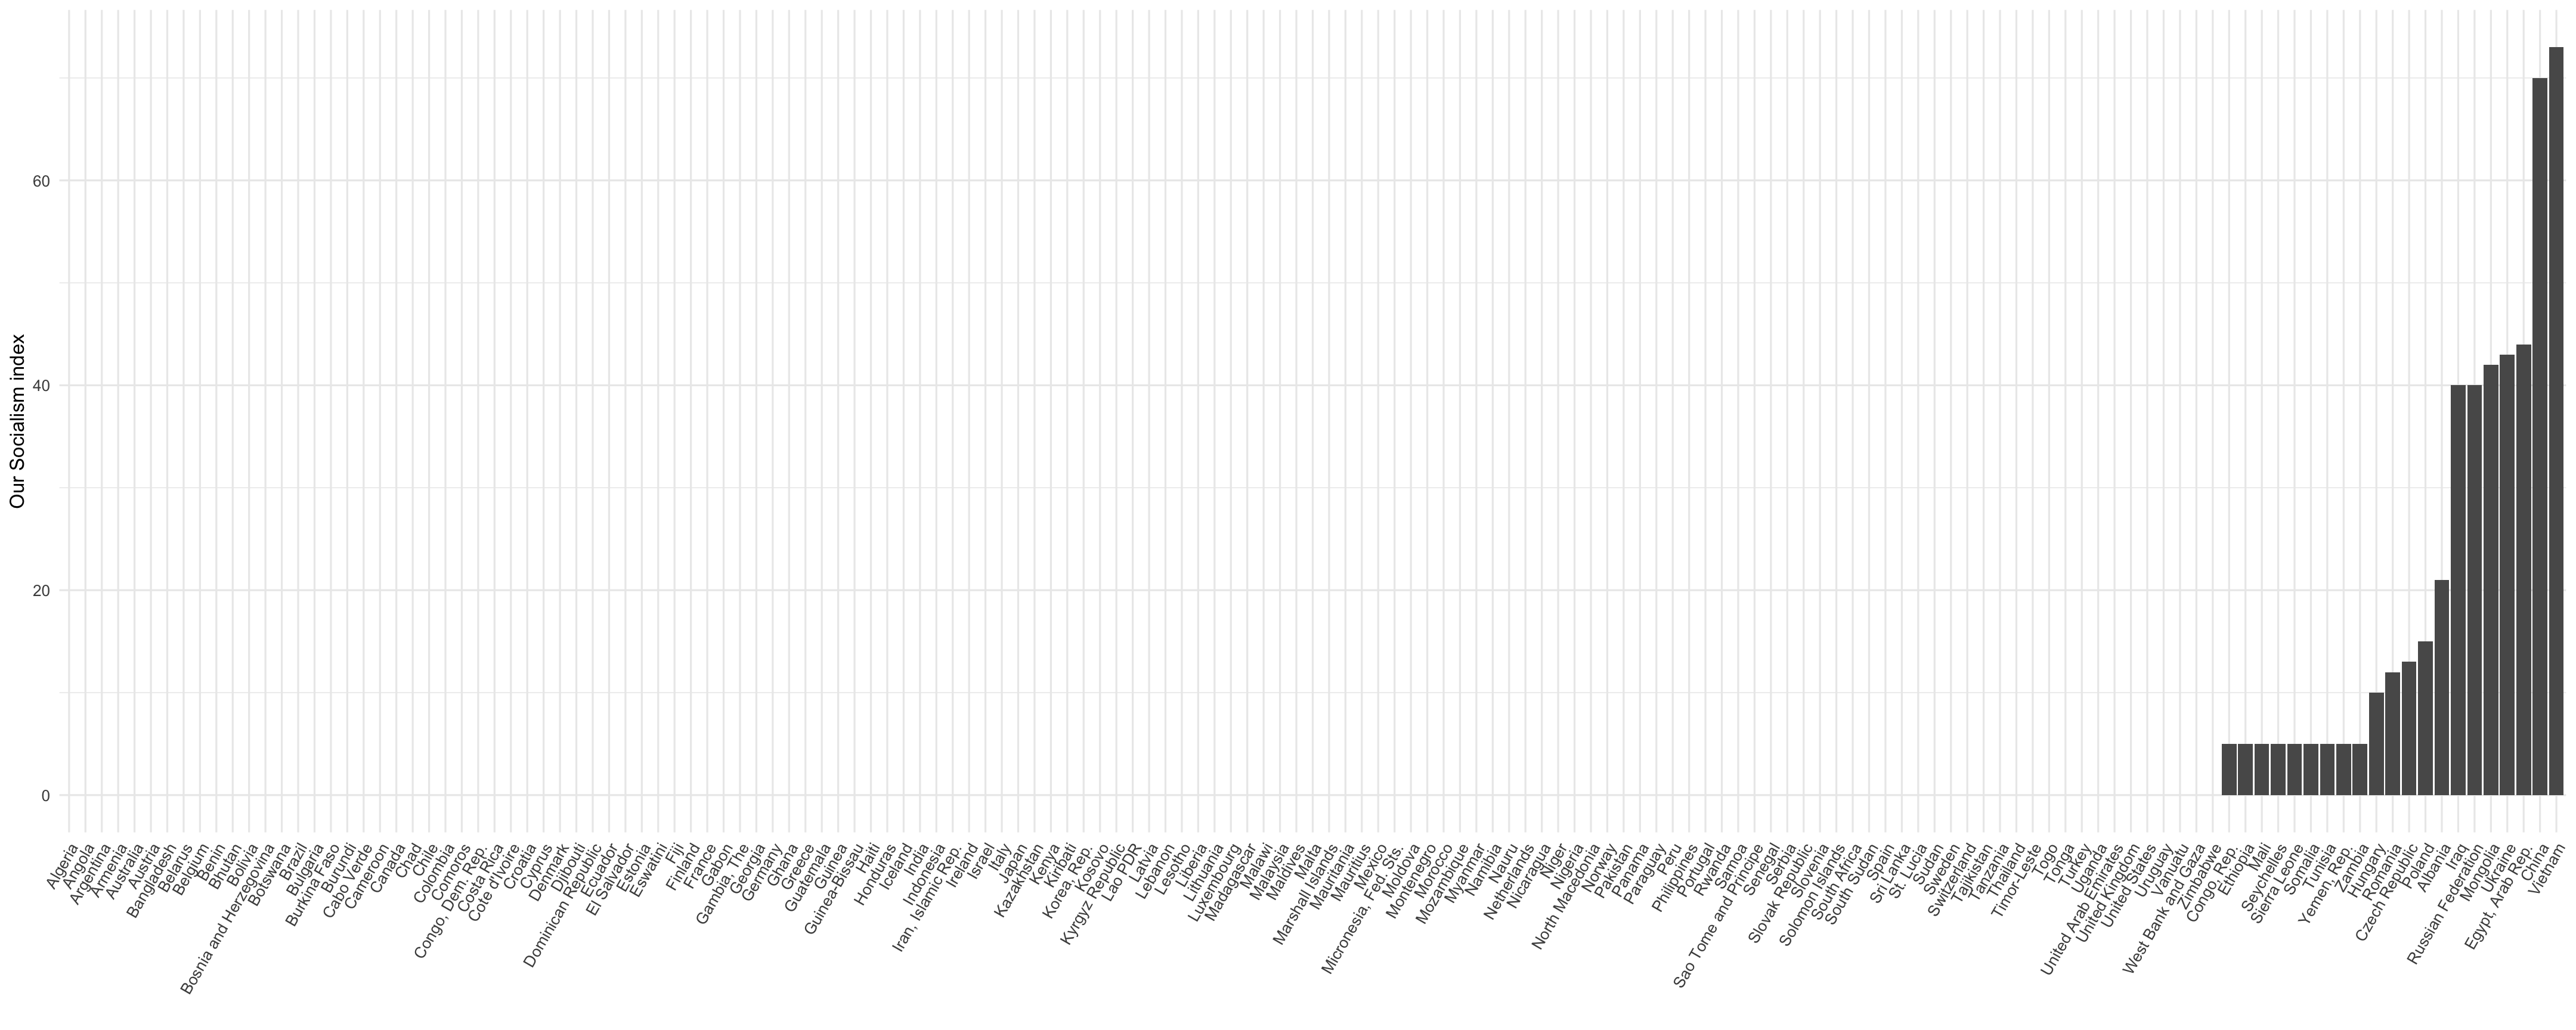 Our Socialism index
60
40
20
0
Algeria
Angola
Argentina
Armenia
Australia
Austria
Bangladesh
Belarus
Belgium
Benin
Bhutan
Bolivia
Bosnia and Herzegovina
Botswana
Brazil
Bulgaria
Burkina Faso
Burundi
Cabo Verde
Cameroon
Canada
Chad
Chile
Colombia
Comoros
Congo, Dem. Rep.
Costa Rica
Cote d'Ivoire
Croatia
Cyprus
Denmark
Djibouti
Dominican Republic
Ecuador
El Salvador
Estonia
Eswatini
Fiji
Finland
France
Gabon
Gambia, The
Georgia
Germany
Ghana
Greece
Guatemala
Guinea
Guinea-Bissau
Haiti
Honduras
Iceland
India
Indonesia
Iran, Islamic Rep.
Ireland
Israel
Italy
Japan
Kazakhstan
Kenya
Kiribati
Korea, Rep.
Kosovo
Kyrgyz Republic
Lao PDR
Latvia
Lebanon
Lesotho
Liberia
Lithuania
Luxembourg
Madagascar
Malawi
Malaysia
Maldives
Malta
Marshall Islands
Mauritania
Mauritius
Mexico
Micronesia, Fed. Sts.
Moldova
Montenegro
Morocco
Mozambique
Myanmar
Namibia
Nauru
Netherlands
Nicaragua
Niger
Nigeria
North Macedonia
Norway
Pakistan
Panama
Paraguay
Peru
Philippines
Portugal
Rwanda
Samoa
Sao Tome and Principe
Senegal
Serbia
Slovak Republic
Slovenia
Solomon Islands
South Africa
South Sudan
Spain
Sri Lanka
St. Lucia
Sudan
Sweden
Switzerland
Tajikistan
Tanzania
Thailand
Timor-Leste
Togo
Tonga
Turkey
Uganda
United Arab Emirates
United Kingdom
United States
Uruguay
Vanuatu
West Bank and Gaza
Zimbabwe
Congo, Rep.
Ethiopia
Mali
Seychelles
Sierra Leone
Somalia
Tunisia
Yemen, Rep.
Zambia
Hungary
Romania
Czech Republic
Poland
Albania
Iraq
Russian Federation
Mongolia
Ukraine
Egypt, Arab Rep.
China
Vietnam